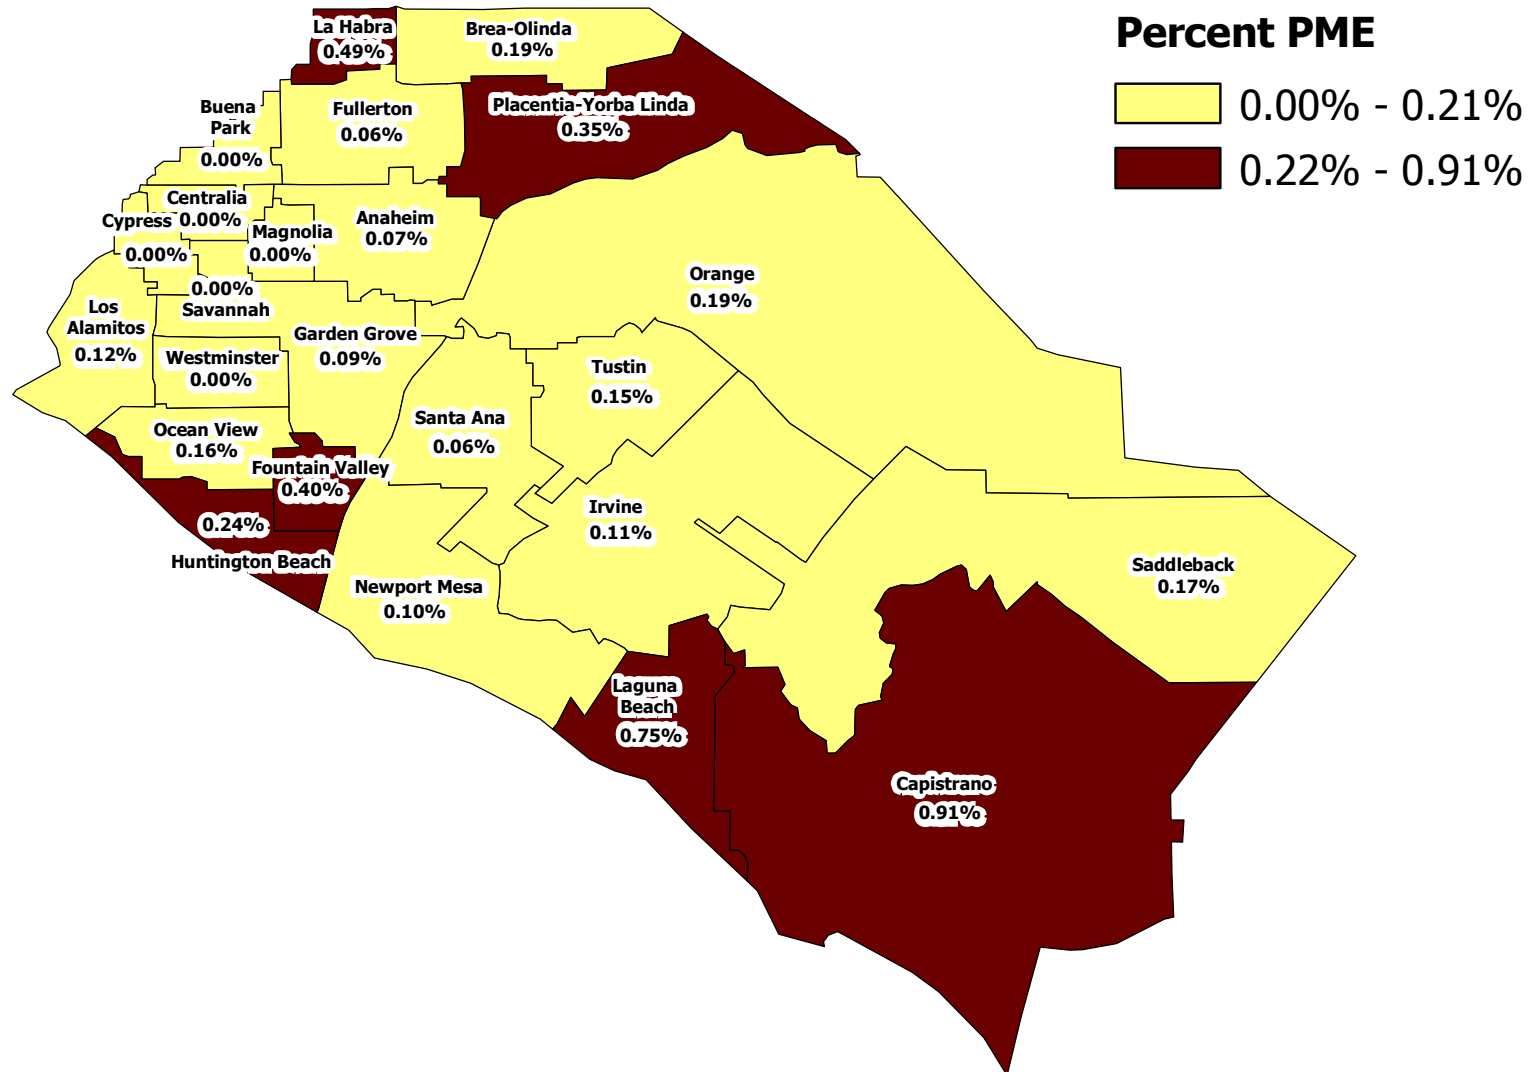 Percent PME
0.00% - 0.21%
0.22% - 0.91%
La Habra
0.49%
Brea-Olinda
0.19%
Placentia-Yorba Linda
0.35%
Buena
Park
0.00%
Fullerton
0.06%
Centralia
0.00%
Cypress
0.00%
Magnolia
0.00%
Anaheim
0.07%
0.00%
Savannah
Orange
0.19%
Los
Alamitos
0.12%
Garden Grove
0.09%
Westminster
0.00%
Tustin
0.15%
Santa Ana
0.06%
Ocean View
0.16%
Fountain Valley
0.40%
0.24%
Huntington Beach
Irvine
0.11%
Newport Mesa
0.10%
Saddleback
0.17%
Laguna
Beach
0.75%
Capistrano
0.91%